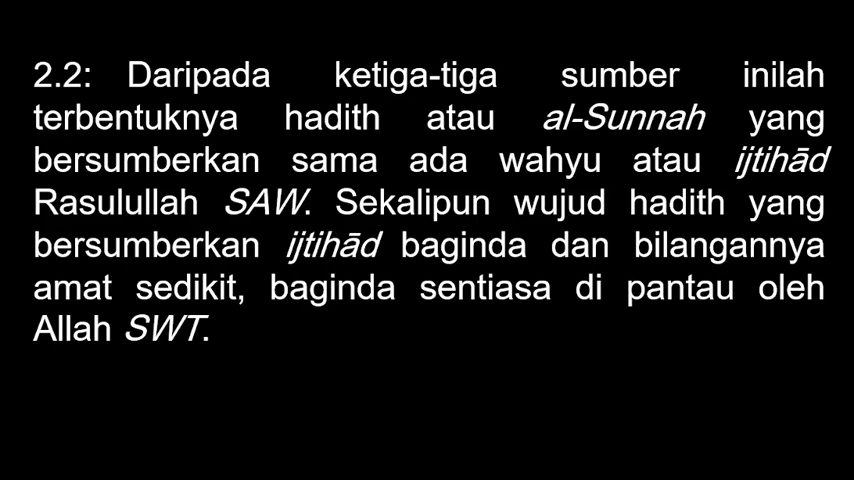 2.2: Daripada ketiga-tiga sumber inilah
terbentuknya hadith atau al-Sunnah yang
bersumberkan sama ada wahyu atau ijtihād
Rasulullah SAW. Sekalipun wujud hadith yang
bersumberkan ijtihād baginda dan bilangannya
amat sedikit, baginda sentiasa di pantau oleh
Allah SWT.